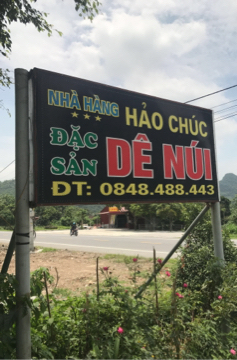 NHÀ HÀNG HẢO CHÚC
★★★
ĐẶC SẢN DÊ NÚI
ĐT: 0848.488.443